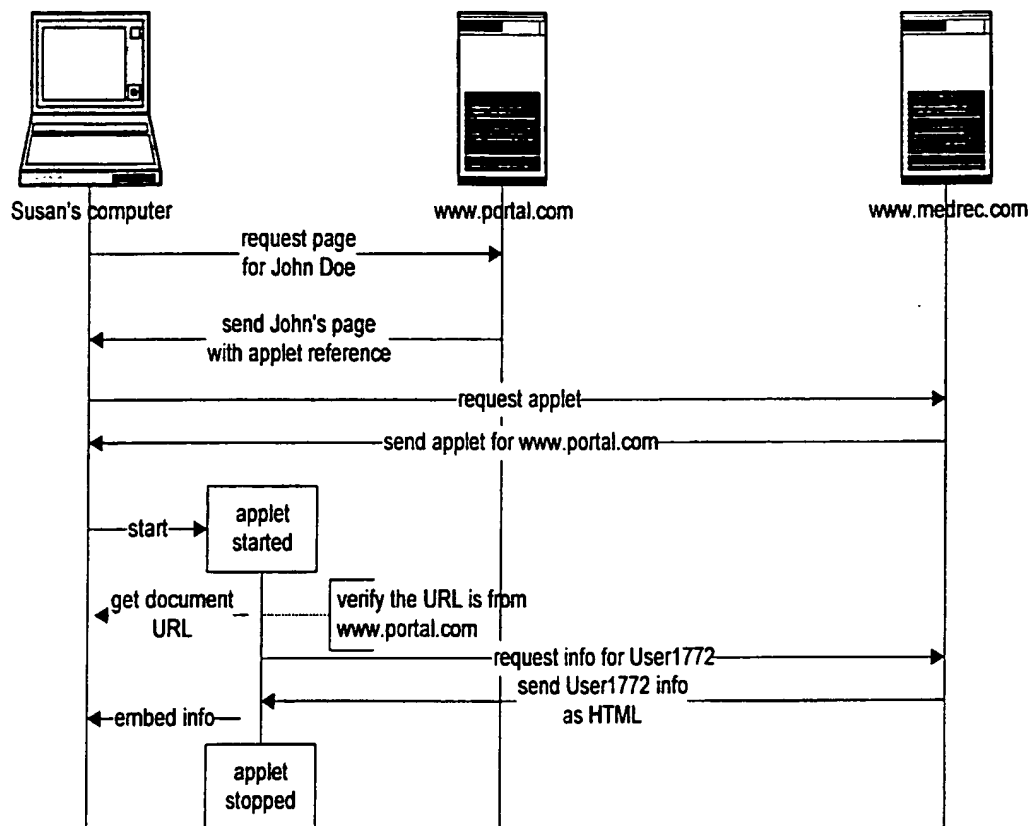 Susan's computer
www.portal.com
www.medrec.com
request page
for John Doe
send John's page
with applet reference
request applet
send applet for www.portal.com
start
applet
started
get document
URL
verify the URL is from
www.portal.com
request info for User1772
send User1772 info
as HTML
embed info
applet
stopped